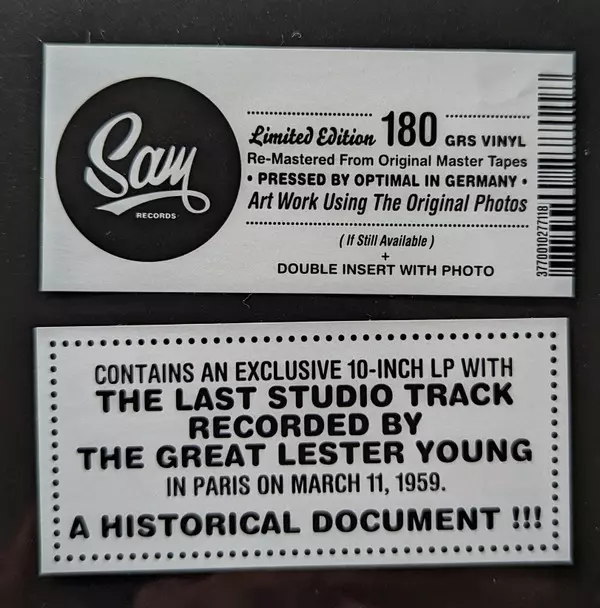 Sam
RECORDS
Limited Edition 180 GRS VINYL
Re-Mastered From Original Master Tapes
• PRESSED BY OPTIMAL IN GERMANY •
Art Work Using The Original Photos
( If Still Available )
+
DOUBLE INSERT WITH PHOTO
3770010277118
CONTAINS AN EXCLUSIVE 10-INCH LP WITH
THE LAST STUDIO TRACK
RECORDED BY
THE GREAT LESTER YOUNG
IN PARIS ON MARCH 11, 1959.
A HISTORICAL DOCUMENT !!!